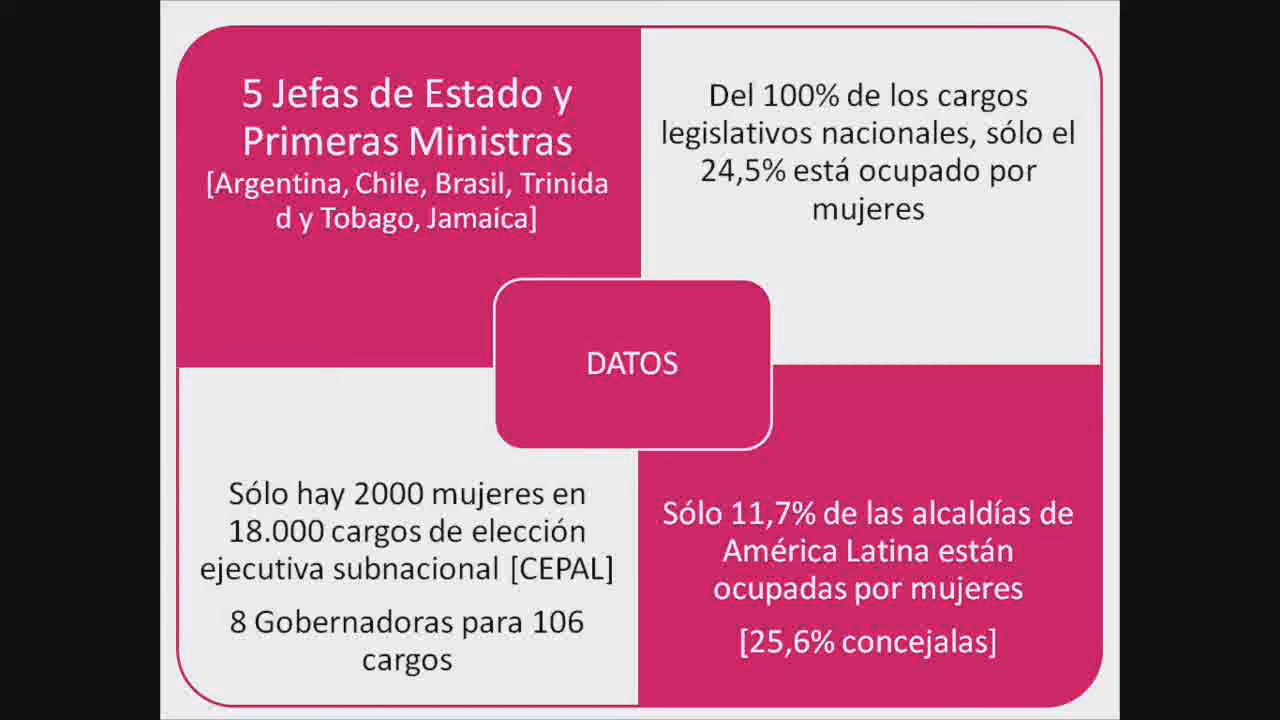 5 Jefas de Estado y
Primeras Ministras
[Argentina, Chile, Brasil, Trinida
d y Tobago, Jamaica]
Del 100% de los cargos
legislativos nacionales, sólo el
24,5% está ocupado por
mujeres
DATOS
Sólo hay 2000 mujeres en
18.000 cargos de elección
ejecutiva subnacional [CEPAL]
8 Gobernadoras para 106
cargos
Sólo 11,7% de las alcaldías de
América Latina están
ocupadas por mujeres
[25,6% concejalas]